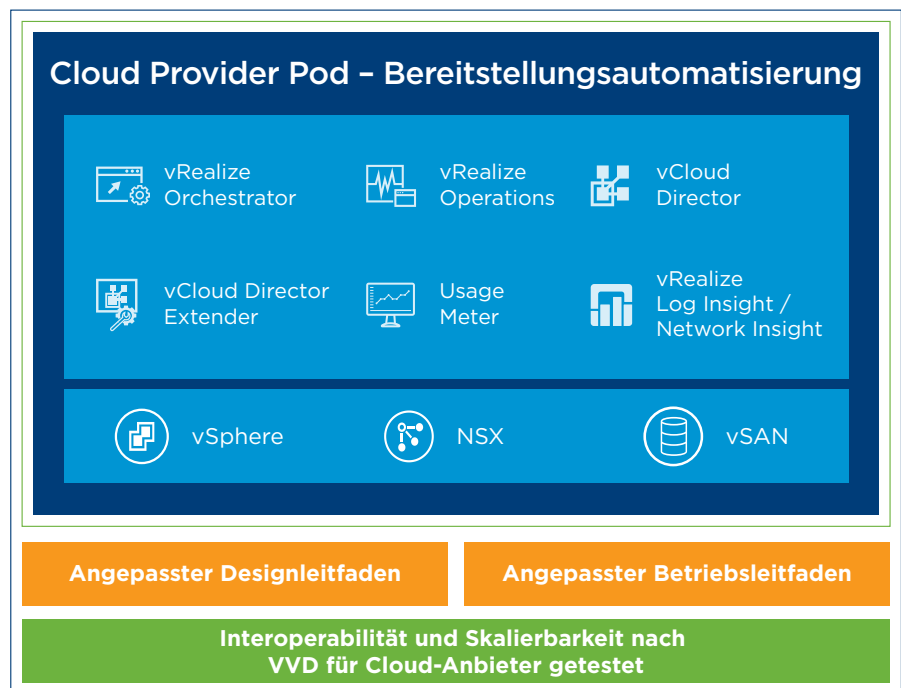 Cloud Provider Pod – Bereitstellungsautomatisierung
vRealize
Orchestrator
vRealize
Operations
vCloud
Director
vCloud Director
Extender
Usage
Meter
vRealize
Log Insight /
Network Insight
vSphere
NSX
vSAN
Angepasster Designleitfaden
Angepasster Betriebsleitfaden
Interoperabilität und Skalierbarkeit nach
VVD für Cloud-Anbieter getestet